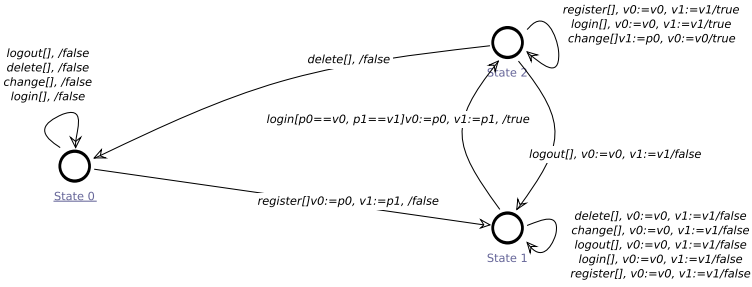 register[], v0:=v0, v1:=v1/true
login[], v0:=v0, v1:=v1/true
change[]v1:=p0, v0:=v0/true
logout[], /false
delete[], /false
change[], /false
login[], /false
delete[], /false
State 2
login[p0==v0, p1==v1]v0:=p0, v1:=p1, /true
logout[], v0:=v0, v1:=v1/false
State 0
register[]v0:=p0, v1:=p1, /false
delete[], v0:=v0, v1:=v1/false
change[], v0:=v0, v1:=v1/false
logout[], v0:=v0, v1:=v1/false
login[], v0:=v0, v1:=v1/false
register[], v0:=v0, v1:=v1/false
State 1